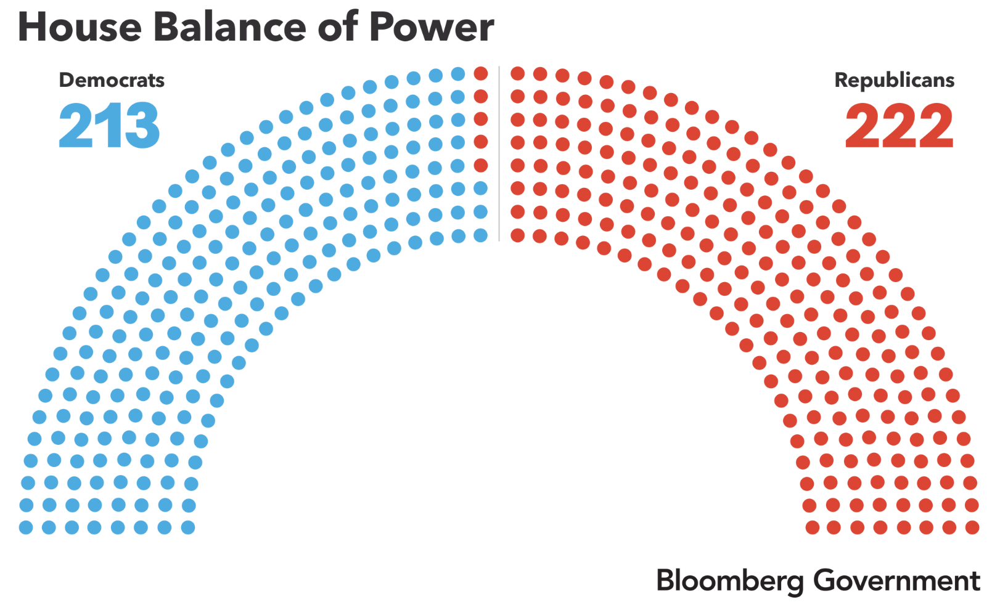 House Balance of Power
Democrats
213
Republicans
222
Bloomberg Government